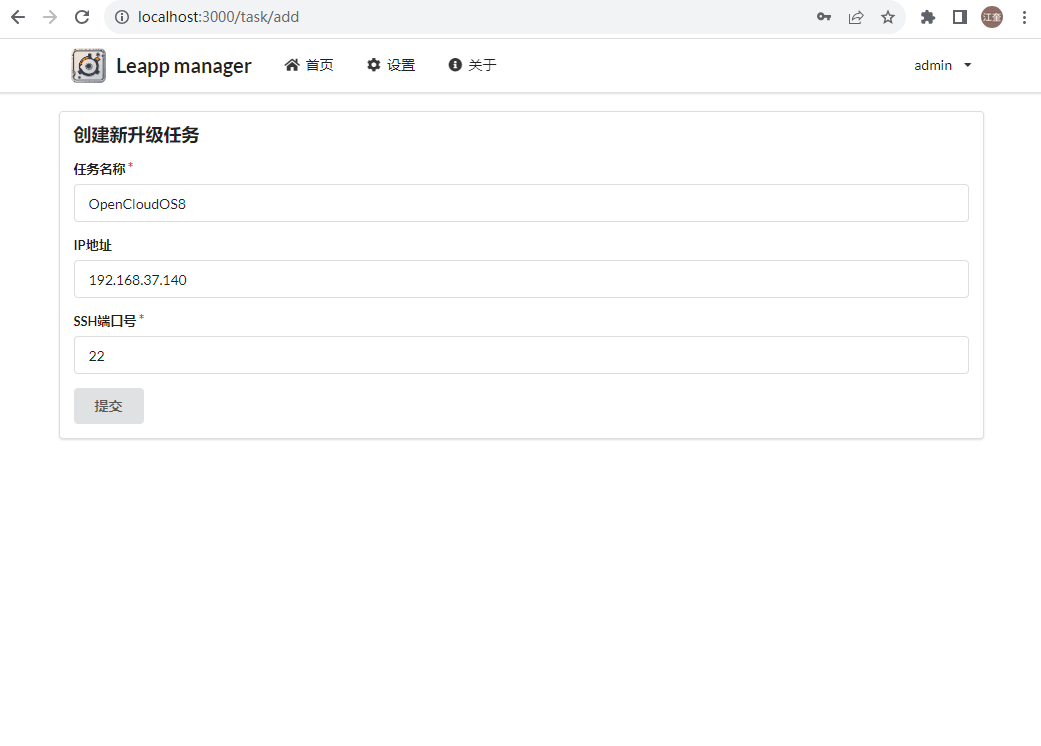 localhost:3000/task/add
江奎
Leapp manager 首页 设置 关于 admin
创建新升级任务
任务名称*
OpenCloudOS8
IP地址
192.168.37.140
SSH端口号*
22
提交